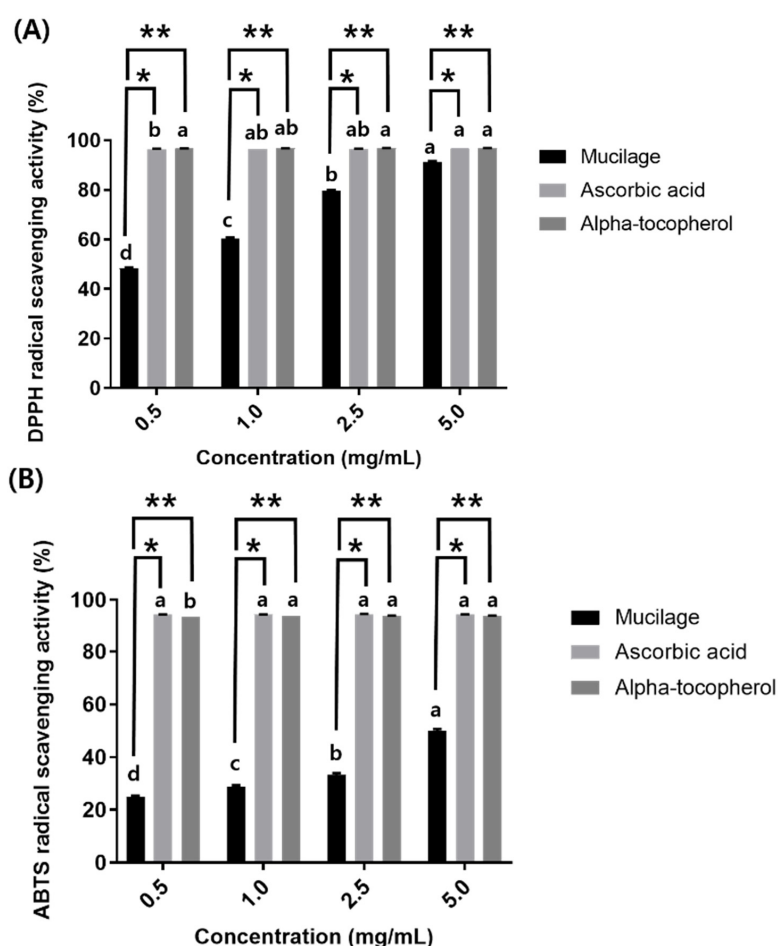 (A)
** ** ** **
* * * *
DPPH radical scavenging activity (%)
100
80
60
40
20
0
d b a
c ab ab
b ab a
a a a
0.5 1.0 2.5 5.0
Concentration (mg/mL)
Mucilage
Ascorbic acid
Alpha-tocopherol
(B)
** ** ** **
* * * *
ABTS radical scavenging activity (%)
100
80
60
40
20
0
d a b
c a a
b a a
a a a
0.5 1.0 2.5 5.0
Concentration (mg/mL)
Mucilage
Ascorbic acid
Alpha-tocopherol